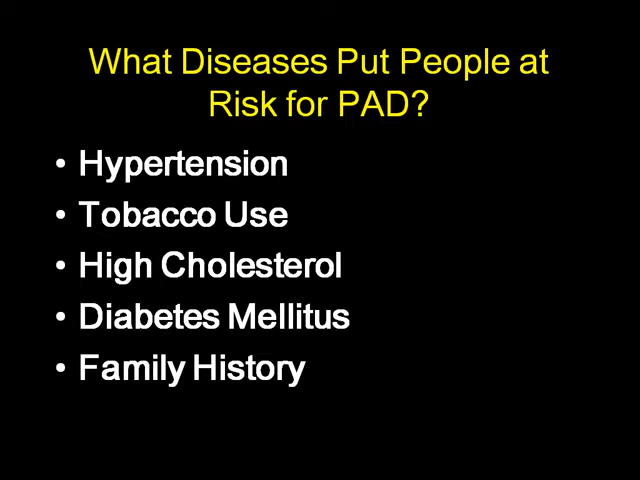 What Diseases Put People at
Risk for PAD?
• Hypertension
• Tobacco Use
• High Cholesterol
• Diabetes Mellitus
• Family History